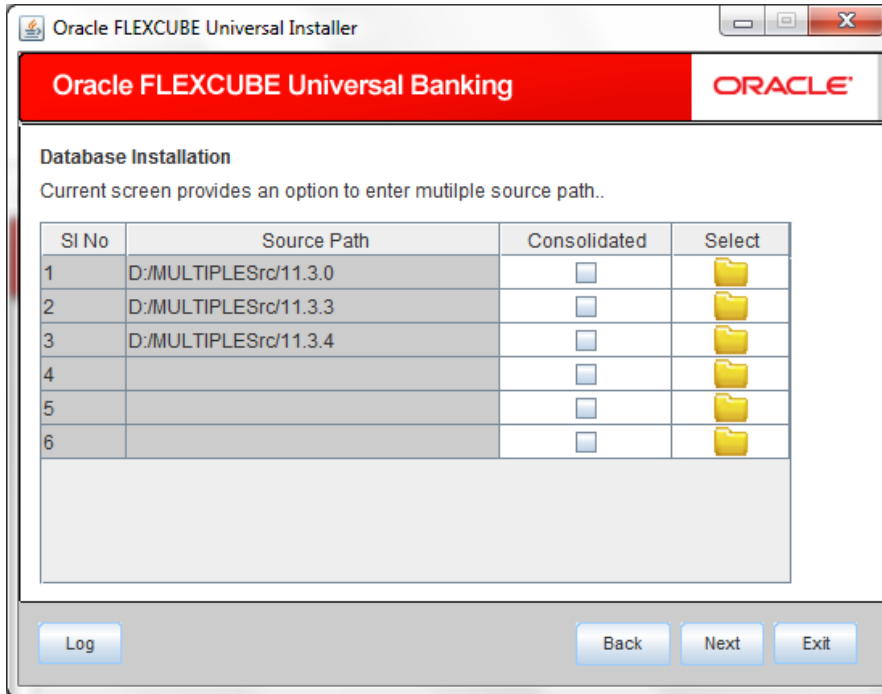 Oracle FLEXCUBE Universal Installer
Oracle FLEXCUBE Universal Banking
ORACLE
Database Installation
Current screen provides an option to enter mutilple source path..
Sl No Source Path Consolidated Select
1 D:/MULTIPLESrc/11.3.0
2 D:/MULTIPLESrc/11.3.3
3 D:/MULTIPLESrc/11.3.4
4
5
6
Log Back Next Exit